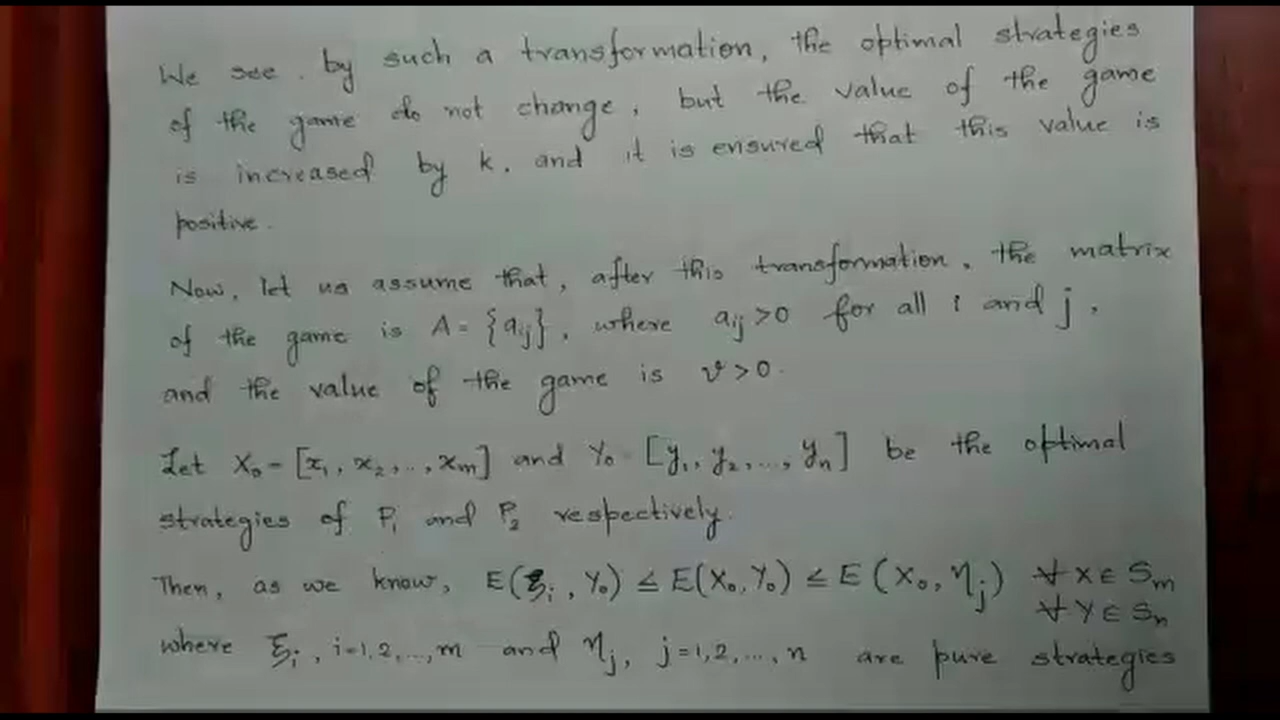 We see, by such a transformation, the optimal strategies
of the game do not change, but the value of the game
is increased by k, and it is ensured that this value is
positive.
Now, let us assume that, after this transformation, the matrix
of the game is A = {aᵢⱼ}, where aᵢⱼ > 0 for all i and j,
and the value of the game is v > 0.
Let X₀ = [x₁, x₂, .., xₘ] and Y₀ [y₁, y₂, ..., yₙ] be the optimal
strategies of P₁ and P₂ respectively.
Then, as we know, E(ξᵢ, Y₀) ≤ E(X₀, Y₀) ≤ E(X₀, ηⱼ) ∀ X ∈ Sₘ
∀ Y ∈ Sₙ
where ξᵢ, i=1,2,...,m and ηⱼ, j=1,2,...,n are pure strategies